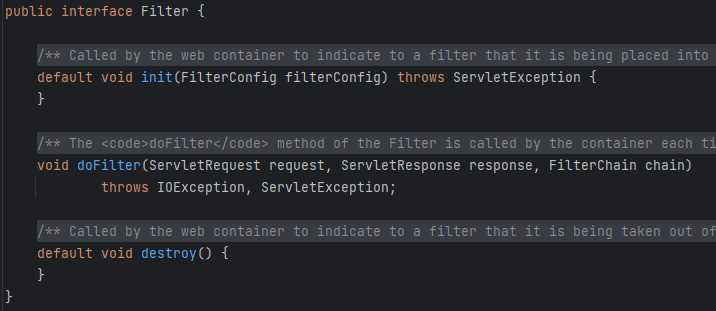 public interface Filter {
/** Called by the web container to indicate to a filter that it is being placed into
default void init(FilterConfig filterConfig) throws ServletException {
}
/** The <code>doFilter</code> method of the Filter is called by the container each ti
void doFilter(ServletRequest request, ServletResponse response, FilterChain chain)
throws IOException, ServletException;
/** Called by the web container to indicate to a filter that it is being taken out of
default void destroy() {
}
}